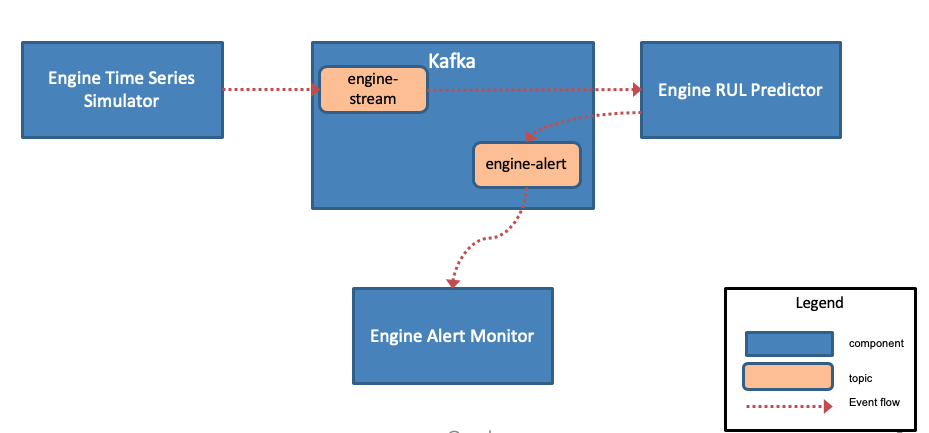 Kafka
Engine Time Series
Simulator
engine-
stream
Engine RUL Predictor
engine-alert
Engine Alert Monitor
Legend
component
topic
Event flow